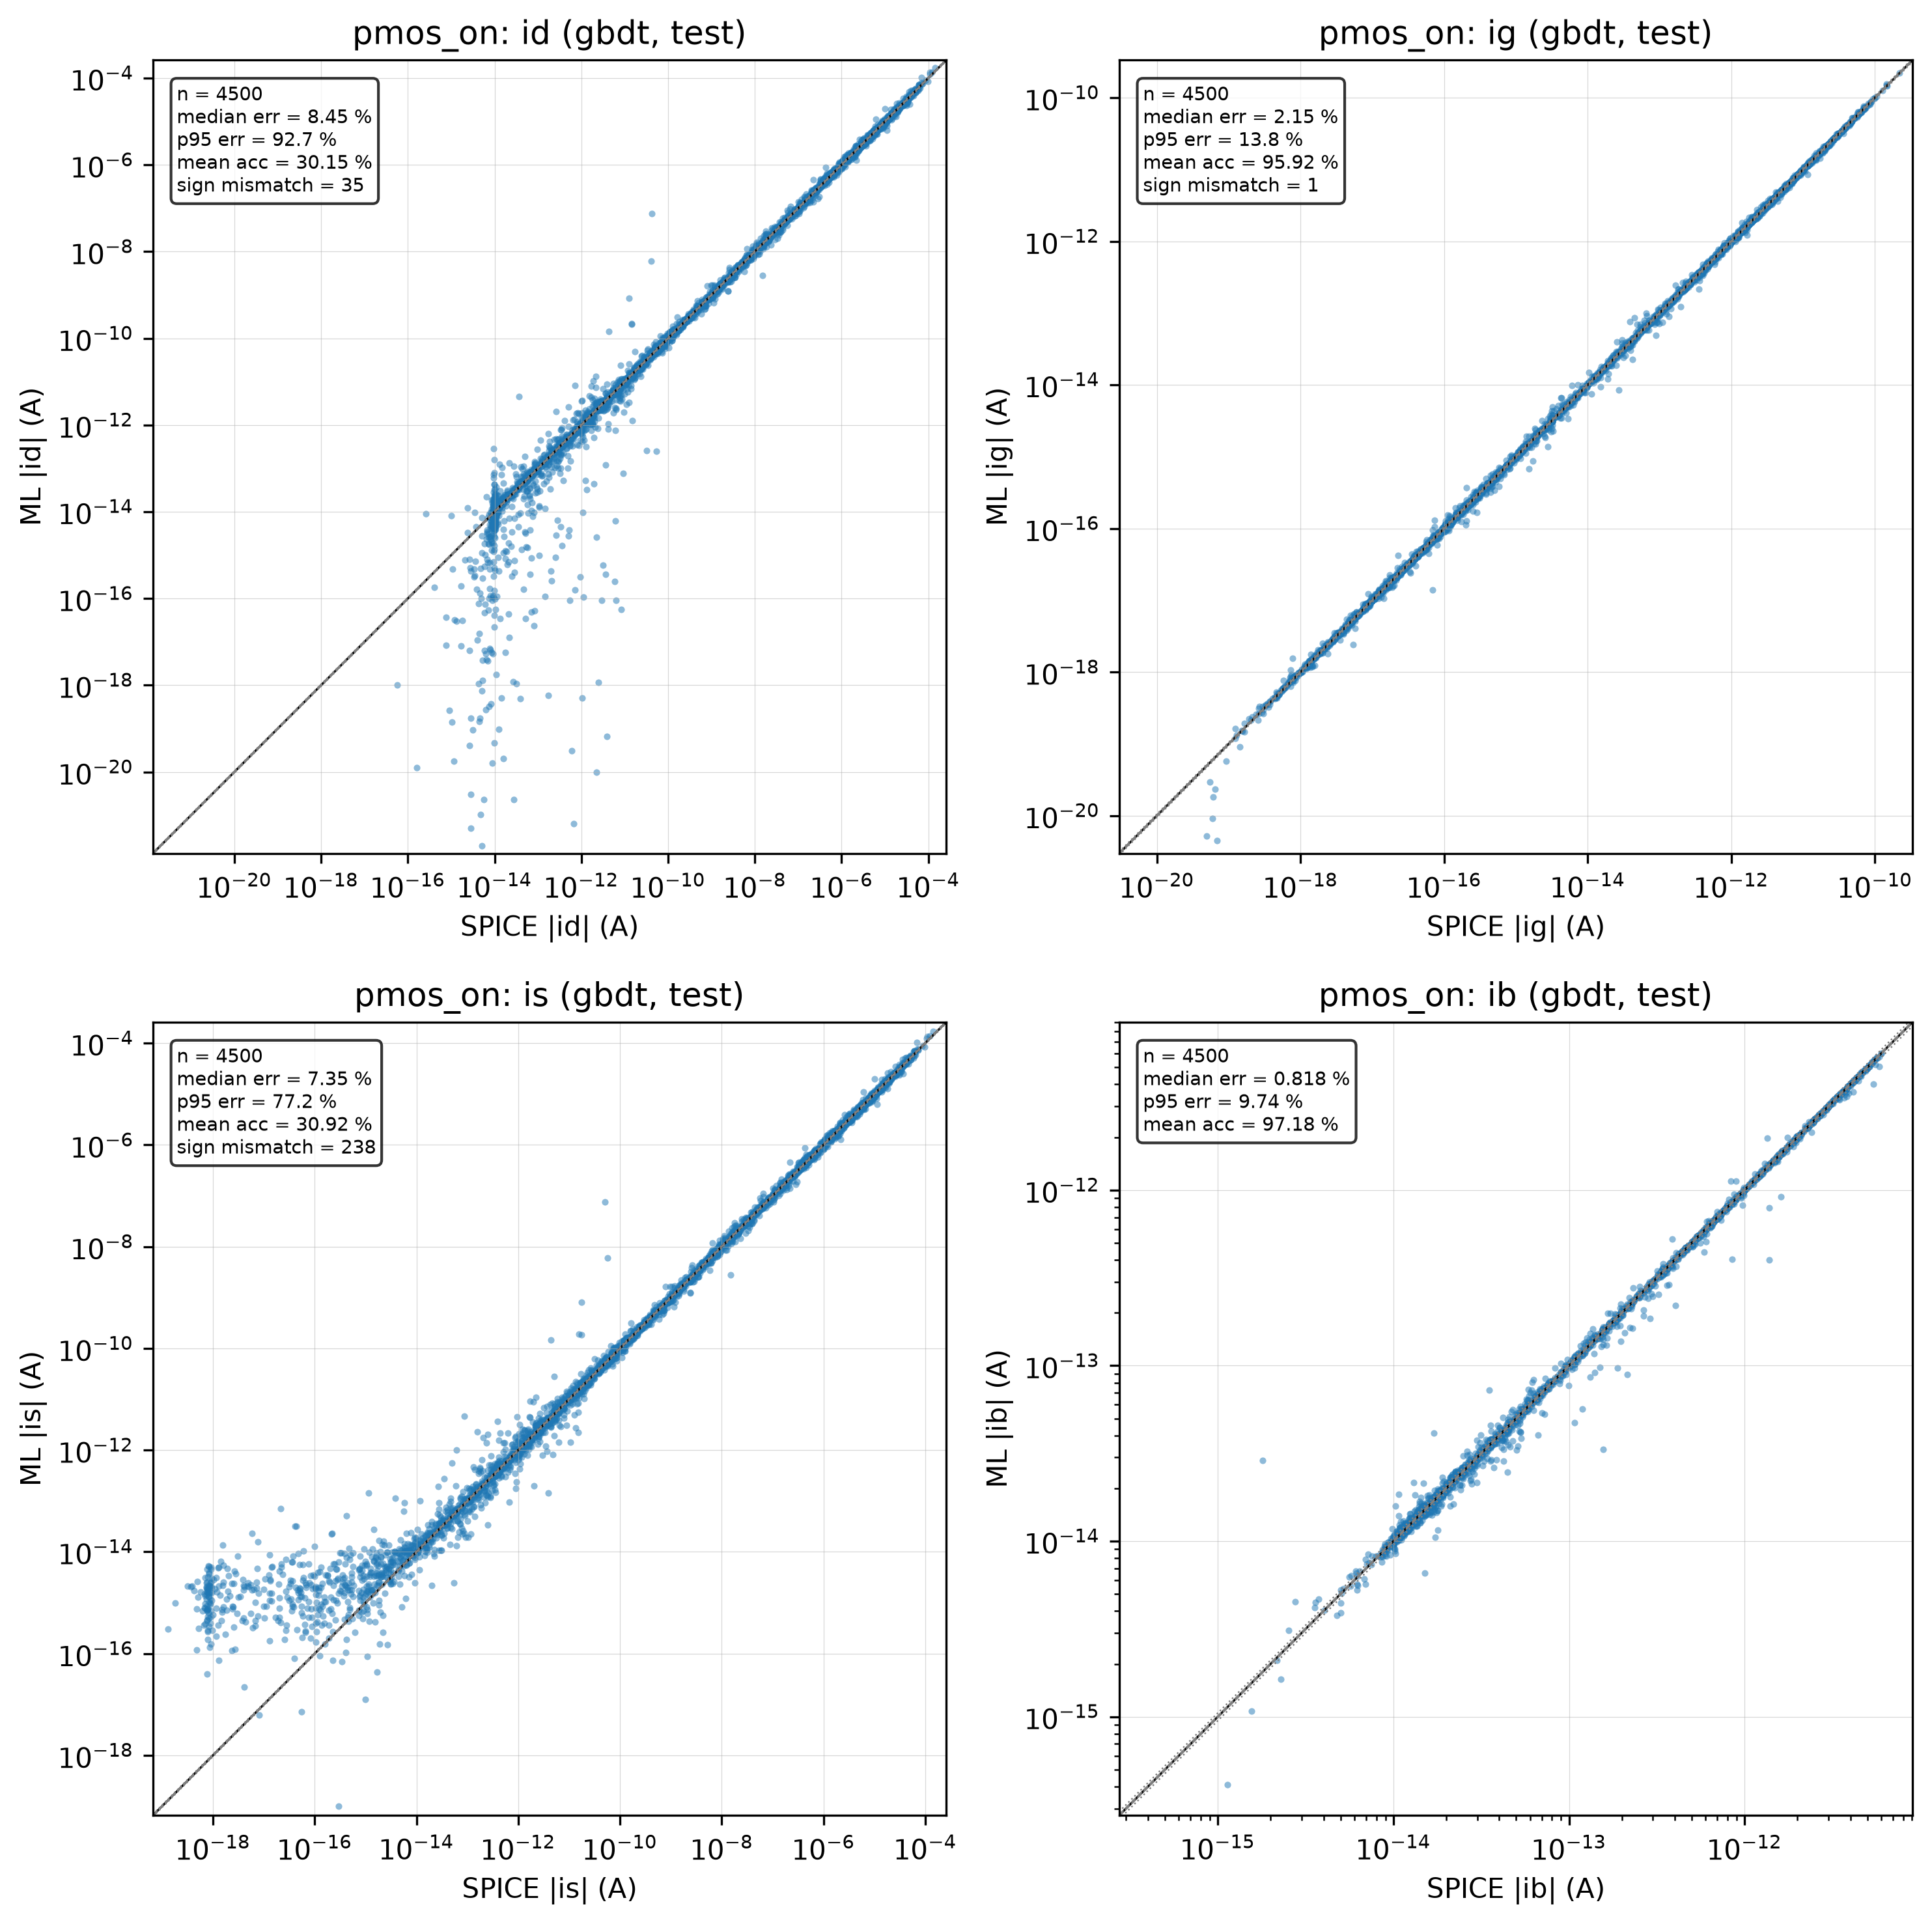 pmos_on: id (gbdt, test)
n = 4500
median err = 8.45 %
p95 err = 92.7 %
mean acc = 30.15 %
sign mismatch = 35
10⁻⁴
10⁻⁶
10⁻⁸
10⁻¹⁰
10⁻¹²
10⁻¹⁴
10⁻¹⁶
10⁻¹⁸
10⁻²⁰
ML |id| (A)
10⁻²⁰ 10⁻¹⁸ 10⁻¹⁶ 10⁻¹⁴ 10⁻¹² 10⁻¹⁰ 10⁻⁸ 10⁻⁶ 10⁻⁴
SPICE |id| (A)
pmos_on: ig (gbdt, test)
n = 4500
median err = 2.15 %
p95 err = 13.8 %
mean acc = 95.92 %
sign mismatch = 1
10⁻¹⁰
10⁻¹²
10⁻¹⁴
10⁻¹⁶
10⁻¹⁸
10⁻²⁰
ML |ig| (A)
10⁻²⁰ 10⁻¹⁸ 10⁻¹⁶ 10⁻¹⁴ 10⁻¹² 10⁻¹⁰
SPICE |ig| (A)
pmos_on: is (gbdt, test)
n = 4500
median err = 7.35 %
p95 err = 77.2 %
mean acc = 30.92 %
sign mismatch = 238
10⁻⁴
10⁻⁶
10⁻⁸
10⁻¹⁰
10⁻¹²
10⁻¹⁴
10⁻¹⁶
10⁻¹⁸
ML |is| (A)
10⁻¹⁸ 10⁻¹⁶ 10⁻¹⁴ 10⁻¹² 10⁻¹⁰ 10⁻⁸ 10⁻⁶ 10⁻⁴
SPICE |is| (A)
pmos_on: ib (gbdt, test)
n = 4500
median err = 0.818 %
p95 err = 9.74 %
mean acc = 97.18 %
10⁻¹²
10⁻¹³
10⁻¹⁴
10⁻¹⁵
ML |ib| (A)
10⁻¹⁵ 10⁻¹⁴ 10⁻¹³ 10⁻¹²
SPICE |ib| (A)